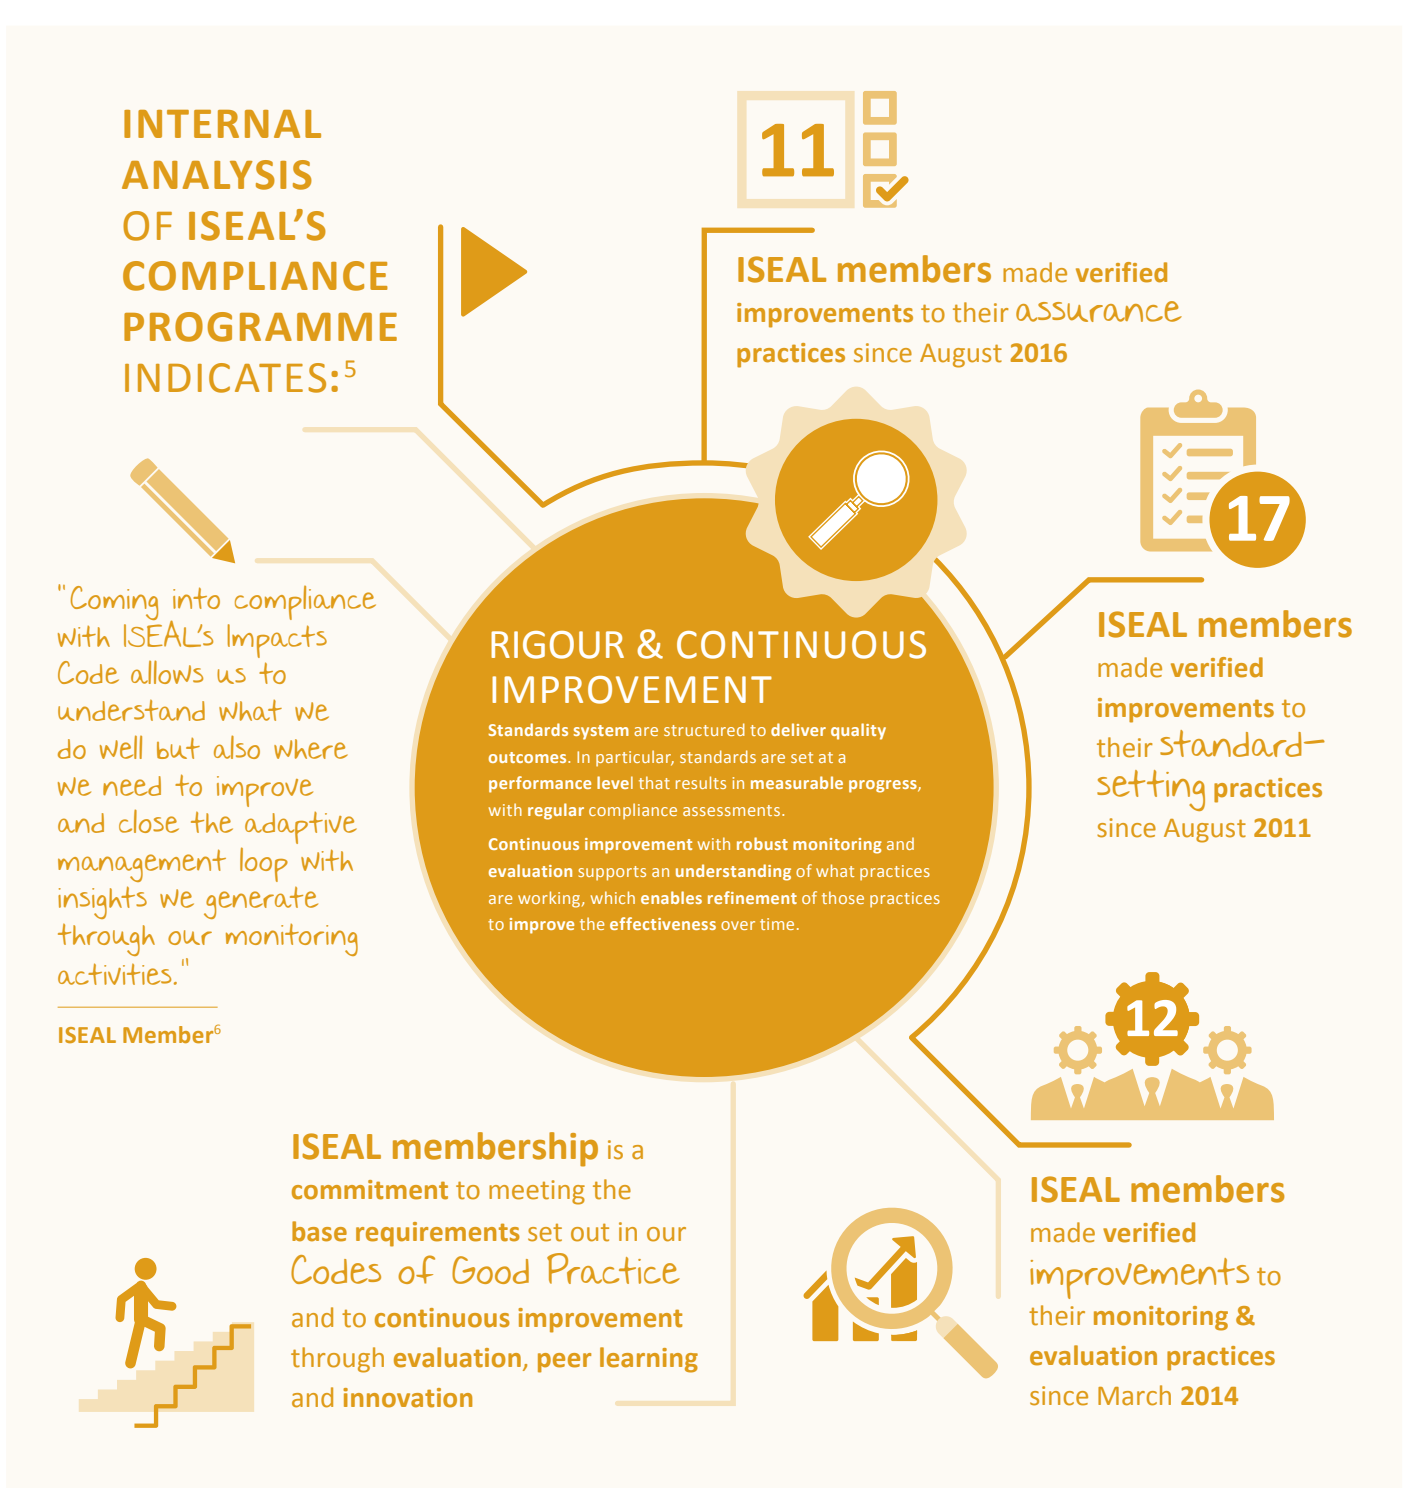 INTERNAL
ANALYSIS
OF ISEAL'S
COMPLIANCE
PROGRAMME
INDICATES:5
11
ISEAL members made verified
improvements to their assurance
practices since August 2016
17
ISEAL members
made verified
improvements to
their standard-
setting practices
since August 2011
"Coming into compliance
with ISEAL's Impacts
Code allows us to
understand what we
do well but also where
we need to improve
and close the adaptive
management loop with
insights we generate
through our monitoring
activities."
ISEAL Member6
RIGOUR & CONTINUOUS
IMPROVEMENT
Standards system are structured to deliver quality
outcomes. In particular, standards are set at a
performance level that results in measurable progress,
with regular compliance assessments.
Continuous improvement with robust monitoring and
evaluation supports an understanding of what practices
are working, which enables refinement of those practices
to improve the effectiveness over time.
12
ISEAL members
made verified
improvements to
their monitoring &
evaluation practices
since March 2014
ISEAL membership is a
commitment to meeting the
base requirements set out in our
Codes of Good Practice
and to continuous improvement
through evaluation, peer learning
and innovation